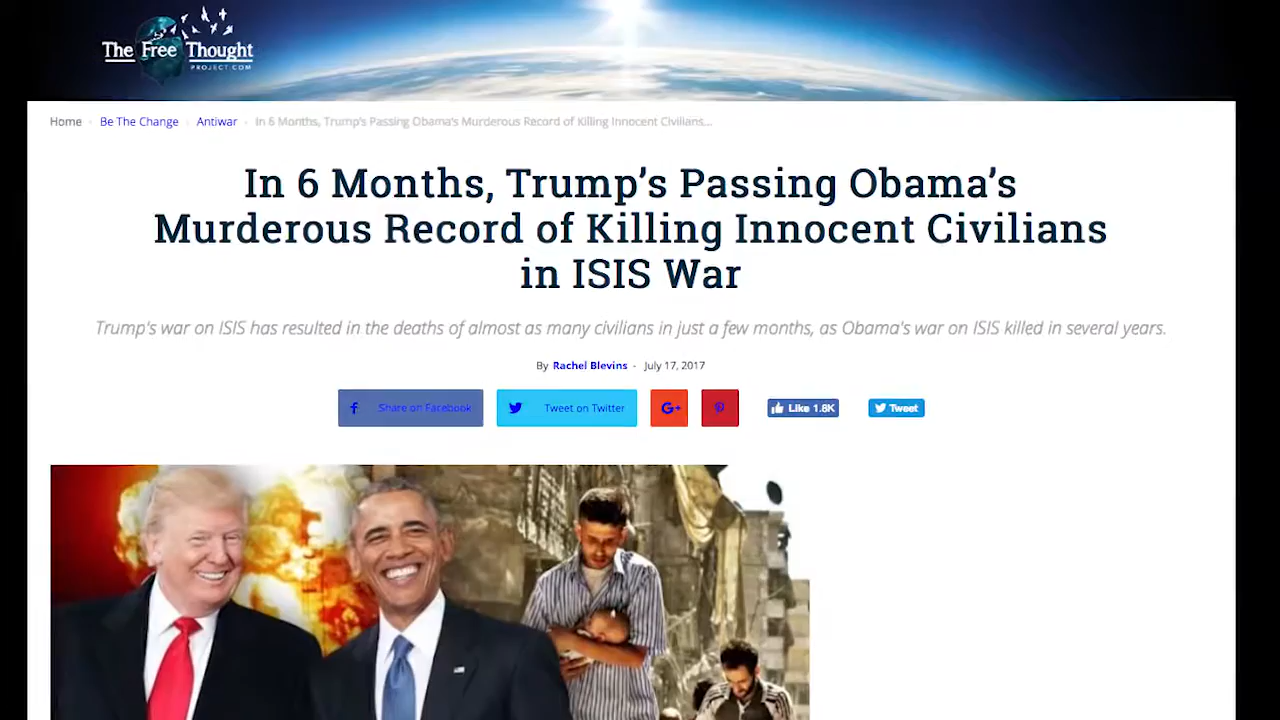 The Free Thought
PROJECT.COM
Home Be The Change Antiwar In 6 Months, Trump's Passing Obama's Murderous Record of Killing Innocent Civilians...
In 6 Months, Trump’s Passing Obama’s
Murderous Record of Killing Innocent Civilians
in ISIS War
Trump's war on ISIS has resulted in the deaths of almost as many civilians in just a few months, as Obama's war on ISIS killed in several years.
By Rachel Blevins - July 17, 2017
Share on Facebook Tweet on Twitter G+ Like 1.8K Tweet